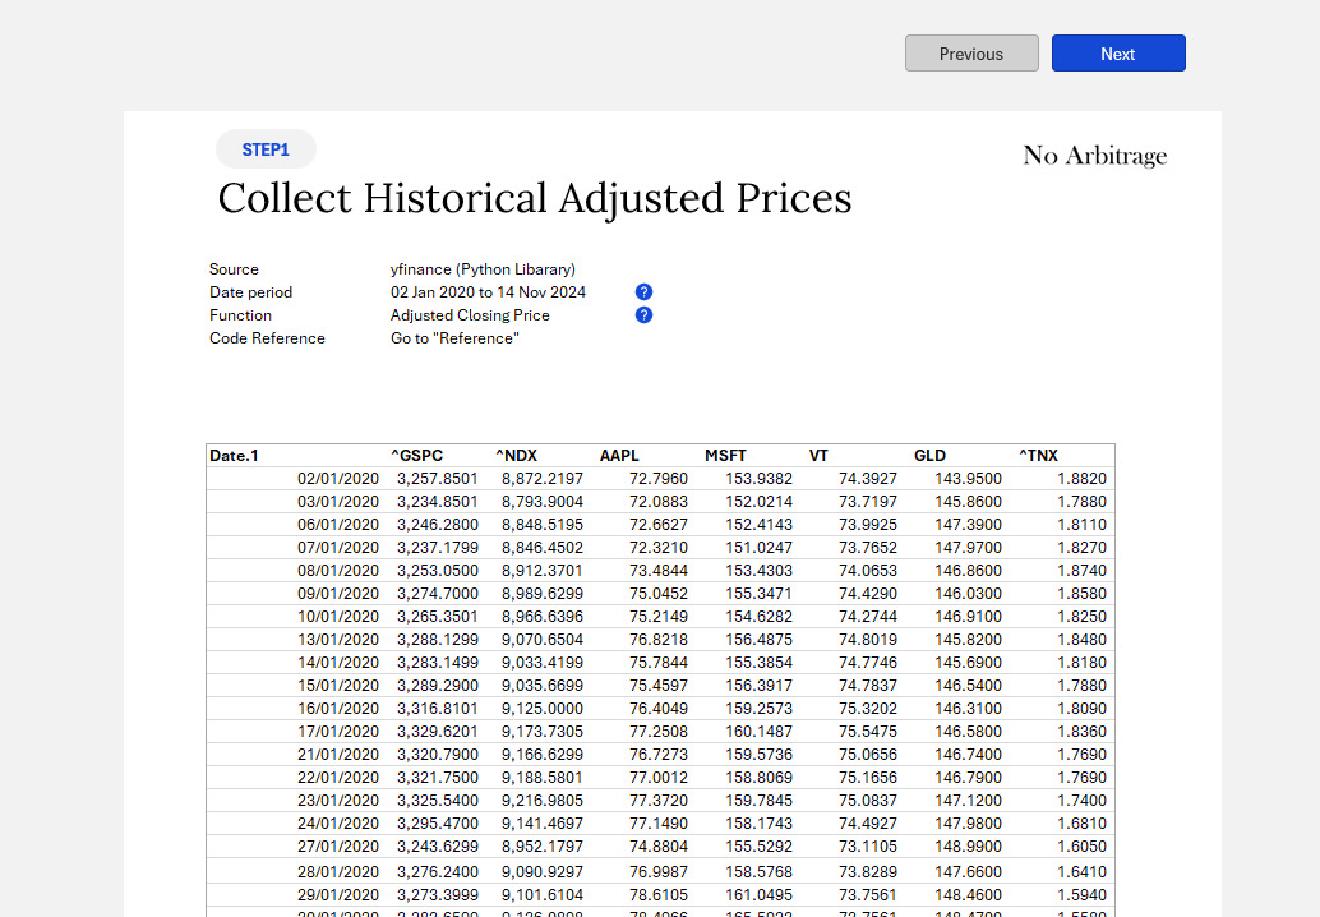 Previous Next
STEP1
No Arbitrage
Collect Historical Adjusted Prices
Source yfinance (Python Libarary)
Date period 02 Jan 2020 to 14 Nov 2024 ?
Function Adjusted Closing Price ?
Code Reference Go to "Reference"
Date.1 ^GSPC ^NDX AAPL MSFT VT GLD ^TNX
02/01/2020 3,257.8501 8,872.2197 72.7960 153.9382 74.3927 143.9500 1.8820
03/01/2020 3,234.8501 8,793.9004 72.0883 152.0214 73.7197 145.8600 1.7880
06/01/2020 3,246.2800 8,848.5195 72.6627 152.4143 73.9925 147.3900 1.8110
07/01/2020 3,237.1799 8,846.4502 72.3210 151.0247 73.7652 147.9700 1.8270
08/01/2020 3,253.0500 8,912.3701 73.4844 153.4303 74.0653 146.8600 1.8740
09/01/2020 3,274.7000 8,989.6299 75.0452 155.3471 74.4290 146.0300 1.8580
10/01/2020 3,265.3501 8,966.6396 75.2149 154.6282 74.2744 146.9100 1.8250
13/01/2020 3,288.1299 9,070.6504 76.8218 156.4875 74.8019 145.8200 1.8480
14/01/2020 3,283.1499 9,033.4199 75.7844 155.3854 74.7746 145.6900 1.8180
15/01/2020 3,289.2900 9,035.6699 75.4597 156.3917 74.7837 146.5400 1.7880
16/01/2020 3,316.8101 9,125.0000 76.4049 159.2573 75.3202 146.3100 1.8090
17/01/2020 3,329.6201 9,173.7305 77.2508 160.1487 75.5475 146.5800 1.8360
21/01/2020 3,320.7900 9,166.6299 76.7273 159.5736 75.0656 146.7400 1.7690
22/01/2020 3,321.7500 9,188.5801 77.0012 158.8069 75.1656 146.7900 1.7690
23/01/2020 3,325.5400 9,216.9805 77.3720 159.7845 75.0837 147.1200 1.7400
24/01/2020 3,295.4700 9,141.4697 77.1490 158.1743 74.4927 147.9800 1.6810
27/01/2020 3,243.6299 8,952.1797 74.8804 155.5292 73.1105 148.9900 1.6050
28/01/2020 3,276.2400 9,090.9297 76.9987 158.5768 73.8289 147.6600 1.6410
29/01/2020 3,273.3999 9,101.6104 78.6105 161.0495 73.7561 148.4600 1.5940